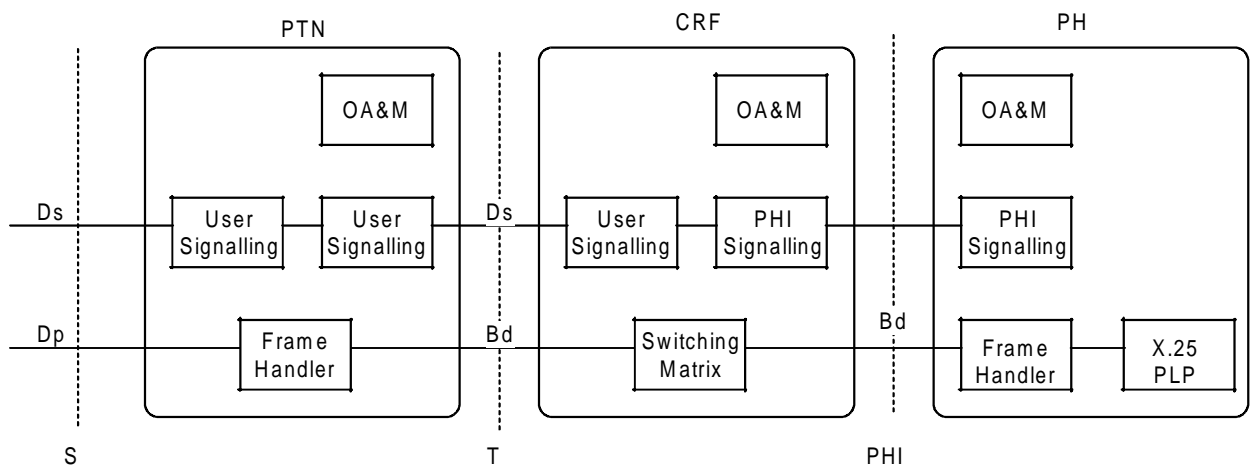 PTN
CRF
PH
OA&M
OA&M
OA&M
Ds
User
Signalling
User
Signalling
Ds
User
Signalling
PHI
Signalling
PHI
Signalling
Dp
Frame
Handler
Bd
Switching
Matrix
Bd
Frame
Handler
X.25
PLP
S
T
PHI